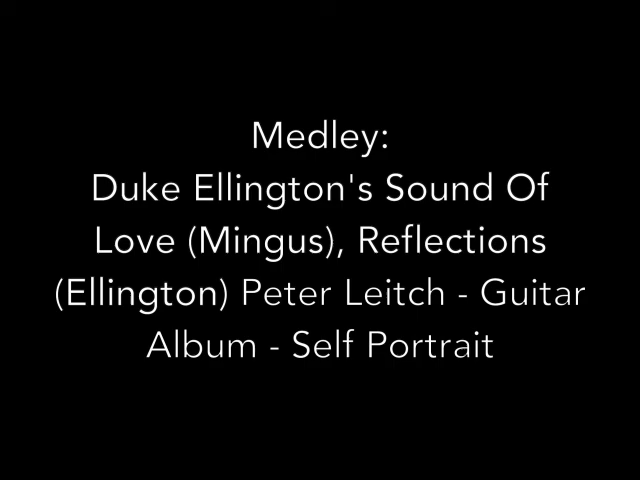 Medley:
Duke Ellington's Sound Of
Love (Mingus), Reflections
(Ellington) Peter Leitch - Guitar
Album - Self Portrait